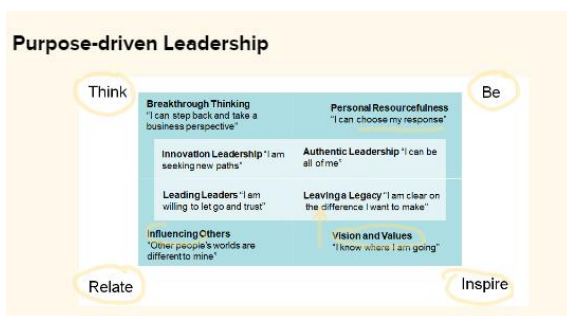 Purpose-driven Leadership
Think
Be
Breakthrough Thinking
"I can step back and take a
business perspective"
Personal Resourcefulness
"I can choose my response"
Innovation Leadership "I am
seeking new paths"
Authentic Leadership "I can be
all of me"
Leading Leaders "I am
willing to let go and trust"
Leaving a Legacy "I am clear on
the difference I want to make"
Influencing Others
"Other people's worlds are
different to mine"
Vision and Values
"I know where I am going"
Relate
Inspire